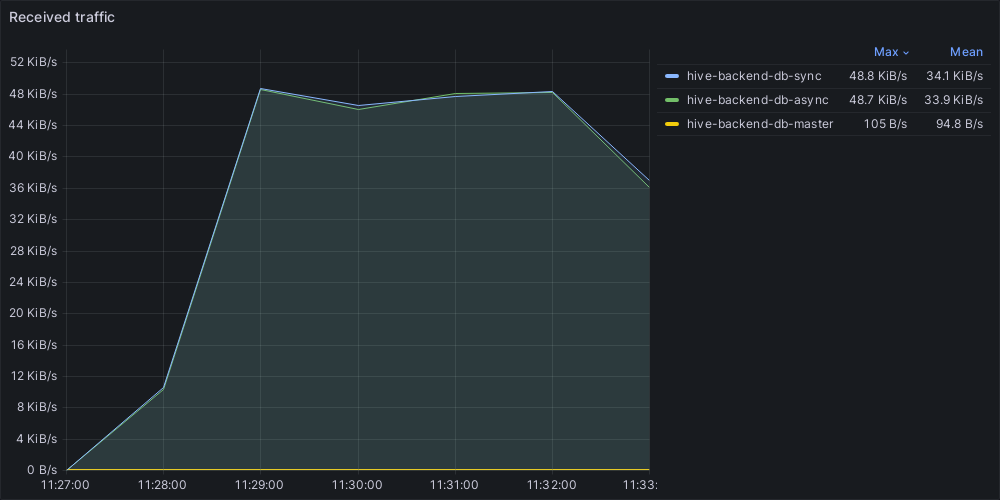 Received traffic
Max Mean
hive-backend-db-sync 48.8 KiB/s 34.1 KiB/s
hive-backend-db-async 48.7 KiB/s 33.9 KiB/s
hive-backend-db-master 105 B/s 94.8 B/s
52 KiB/s
48 KiB/s
44 KiB/s
40 KiB/s
36 KiB/s
32 KiB/s
28 KiB/s
24 KiB/s
20 KiB/s
16 KiB/s
12 KiB/s
8 KiB/s
4 KiB/s
0 B/s
11:27:00 11:28:00 11:29:00 11:30:00 11:31:00 11:32:00 11:33: